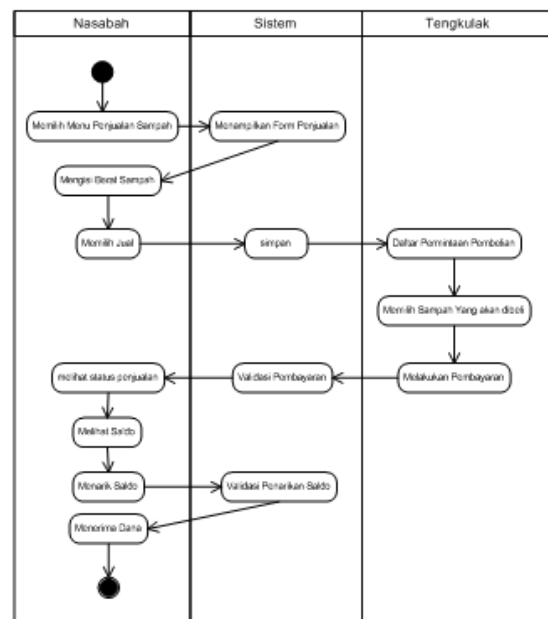 Nasabah
Sistem
Tengkulak
Memilih Menu Penjualan Sampah
Menampilkan Form Penjualan
Mengisi Berat Sampah
Memilih Jual
simpan
Daftar Permintaan Pembelian
Memilih Sampah Yang akan dibeli
melihat status penjualan
Validasi Pembayaran
Melakukan Pembayaran
Melihat Saldo
Menarik Saldo
Validasi Penarikan Saldo
Menerima Dana